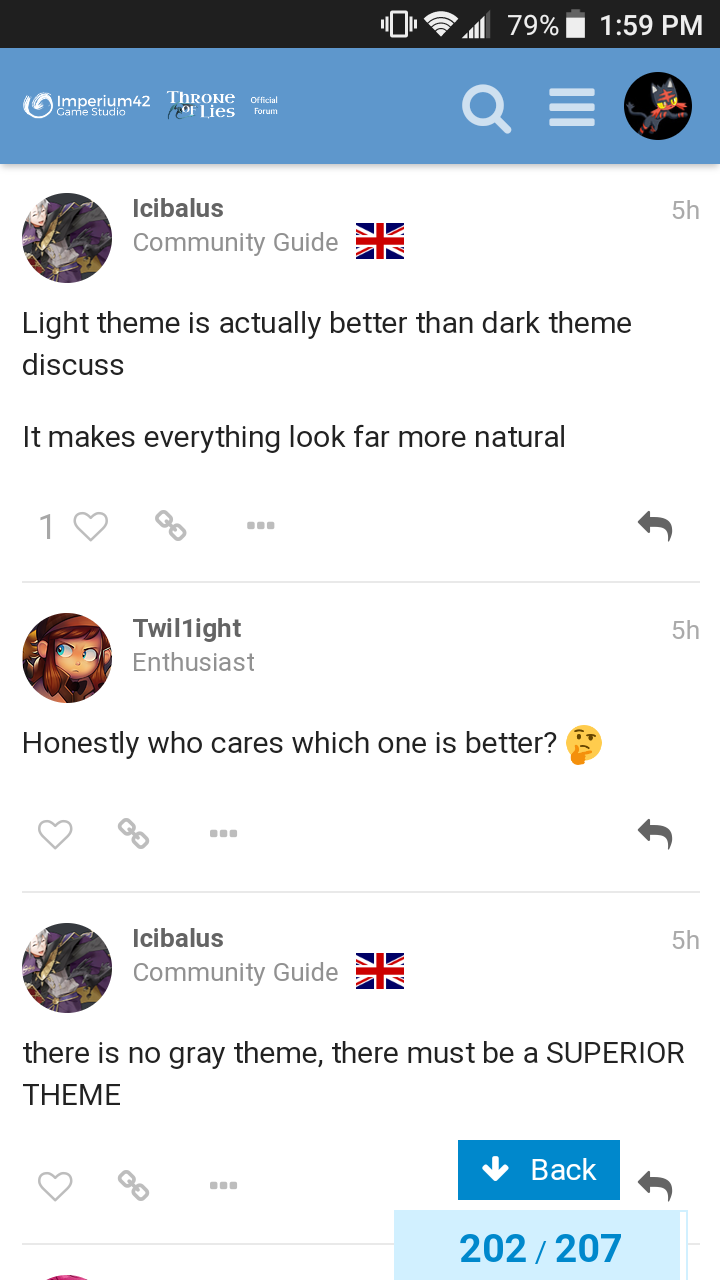 79% 1:59 PM
Imperium42 Throne Official
Game Studio of Lies Forum
Icibalus 5h
Community Guide
Light theme is actually better than dark theme
discuss
It makes everything look far more natural
1
Twil1ight 5h
Enthusiast
Honestly who cares which one is better?
Icibalus 5h
Community Guide
there is no gray theme, there must be a SUPERIOR
THEME
Back
202 / 207